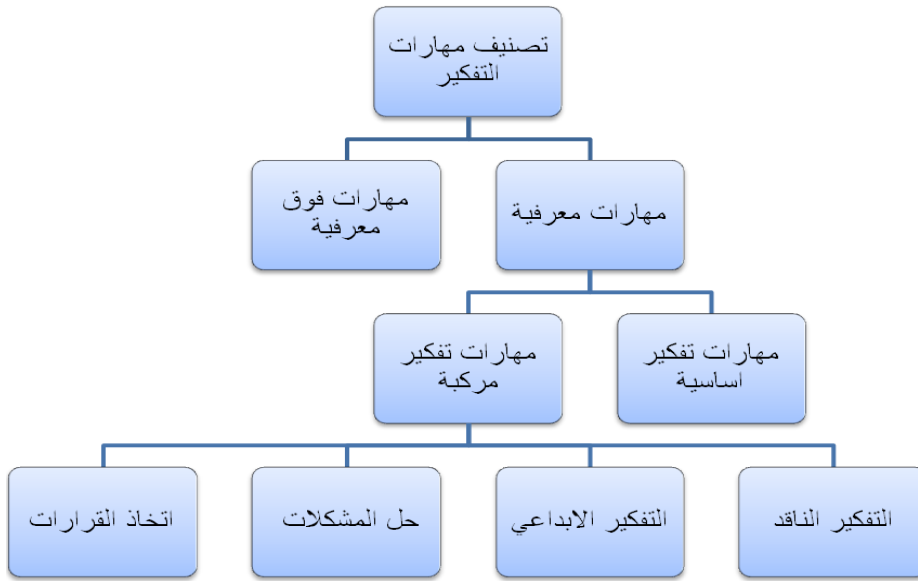 تصنيف مهارات
التفكير
مهارات معرفية
مهارات فوق
معرفية
مهارات تفكير
اساسية
مهارات تفكير
مركبة
التفكير الناقد
التفكير الابداعي
حل المشكلات
اتخاذ القرارات